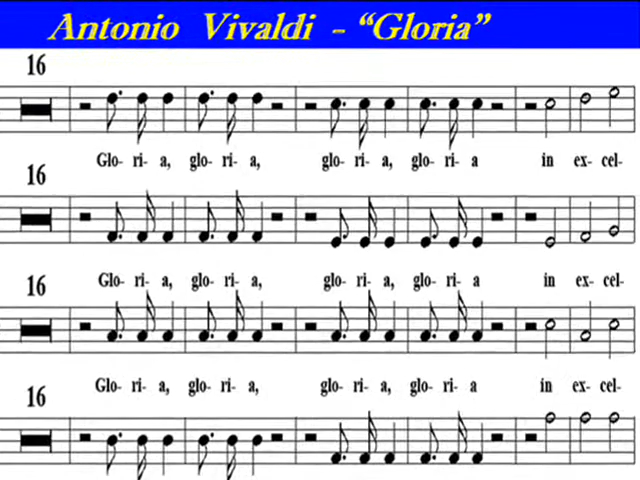 Antonio Vivaldi - “Gloria”
16
Glo- ri- a, glo- ri- a, glo- ri- a, glo- ri- a in ex- cel-
16
Glo- ri- a, glo- ri- a, glo- ri- a, glo- ri- a in ex- cel-
16
Glo- ri- a, glo- ri- a, glo- ri- a, glo- ri- a in ex- cel-
16